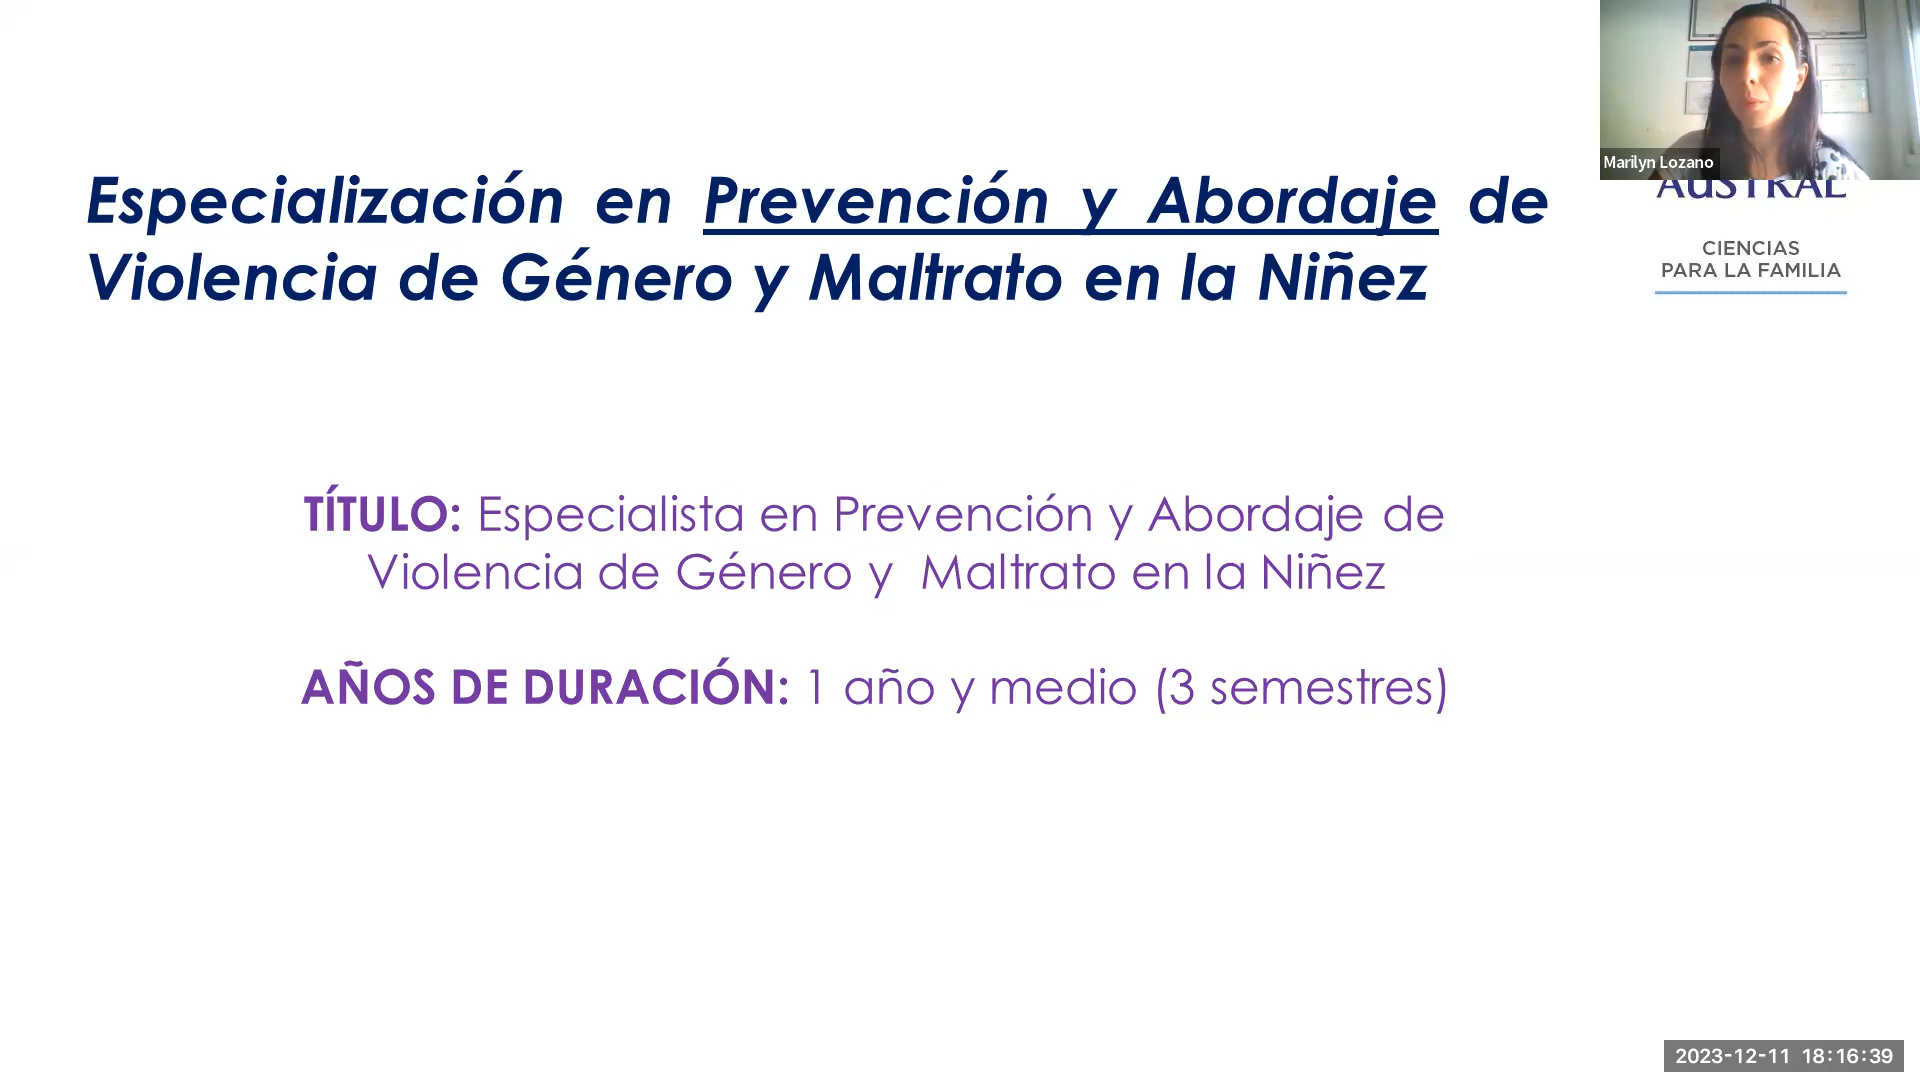 Especialización en Prevención y Abordaje de
Violencia de Género y Maltrato en la Niñez
Marilyn Lozano
AUSTRAL
CIENCIAS
PARA LA FAMILIA
TÍTULO: Especialista en Prevención y Abordaje de
Violencia de Género y Maltrato en la Niñez
AÑOS DE DURACIÓN: 1 año y medio (3 semestres)
2023-12-11 18:16:39